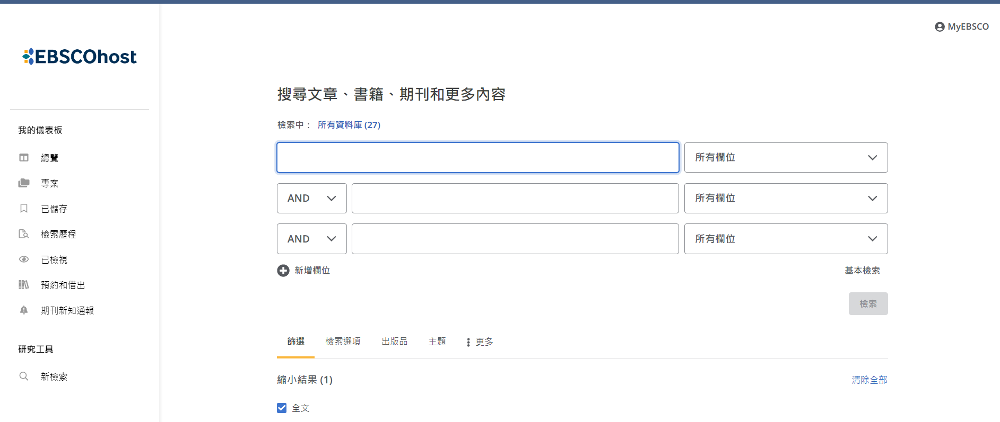 MyEBSCO
EBSCOhost
我的儀表板
總覽
專案
已儲存
檢索歷程
已檢視
預約和借出
期刊新知通報
研究工具
新檢索
搜尋文章、書籍、期刊和更多內容
檢索中： 所有資料庫 (27)
所有欄位
AND 所有欄位
AND 所有欄位
新增欄位 基本檢索
檢索
篩選 檢索選項 出版品 主題 更多
縮小結果 (1) 清除全部
全文